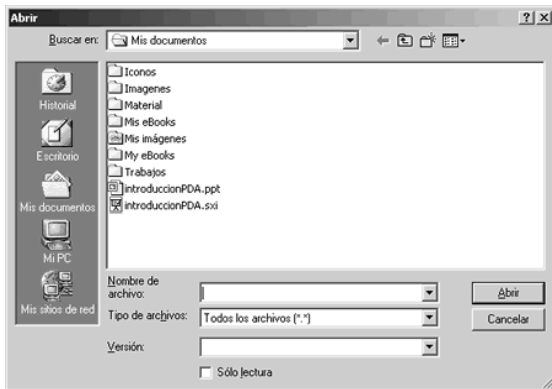 Abrir
Buscar en: Mis documentos
Historial
Escritorio
Mis documentos
Mi PC
Mis sitios de red
Iconos
Imagenes
Material
Mis eBooks
Mis imágenes
My eBooks
Trabajos
introduccionPDA.ppt
introduccionPDA.sxi
Nombre de
archivo:
Abrir
Tipo de archivos: Todos los archivos (*.*)
Cancelar
Versión:
Sólo lectura